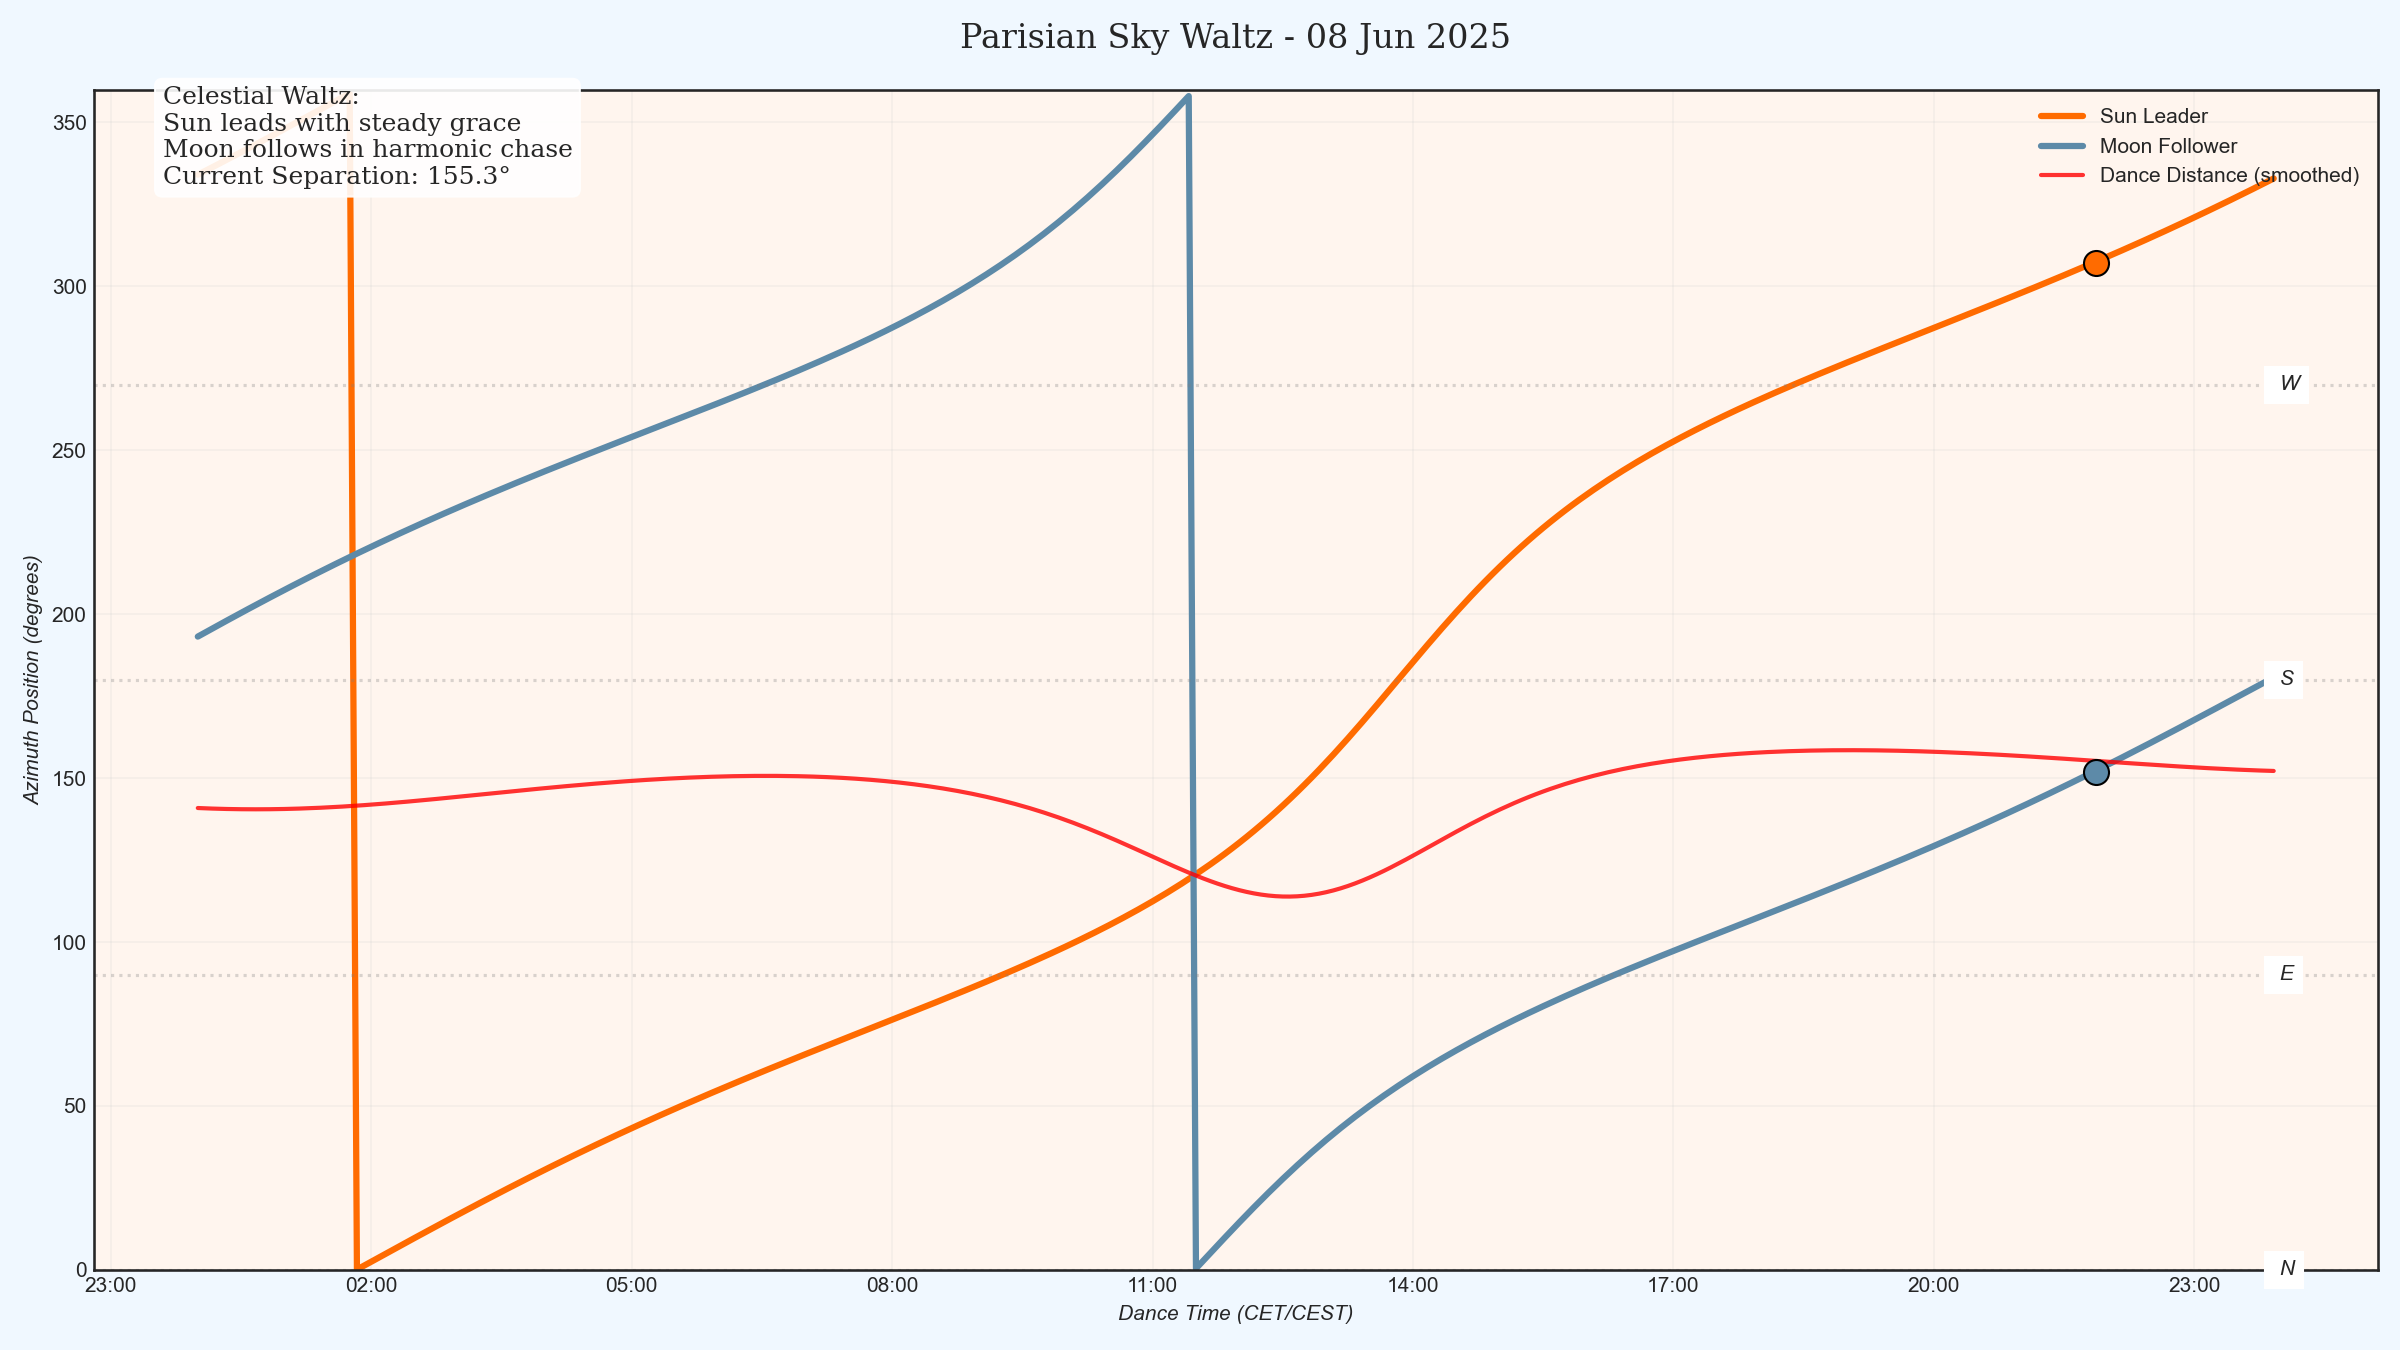 Parisian Sky Waltz - 08 Jun 2025
Celestial Waltz:
Sun leads with steady grace
Moon follows in harmonic chase
Current Separation: 155.3°
Sun Leader
Moon Follower
Dance Distance (smoothed)
Azimuth Position (degrees)
350
300
250
200
150
100
50
0
W
S
E
N
23:00
02:00
05:00
08:00
11:00
14:00
17:00
20:00
23:00
Dance Time (CET/CEST)